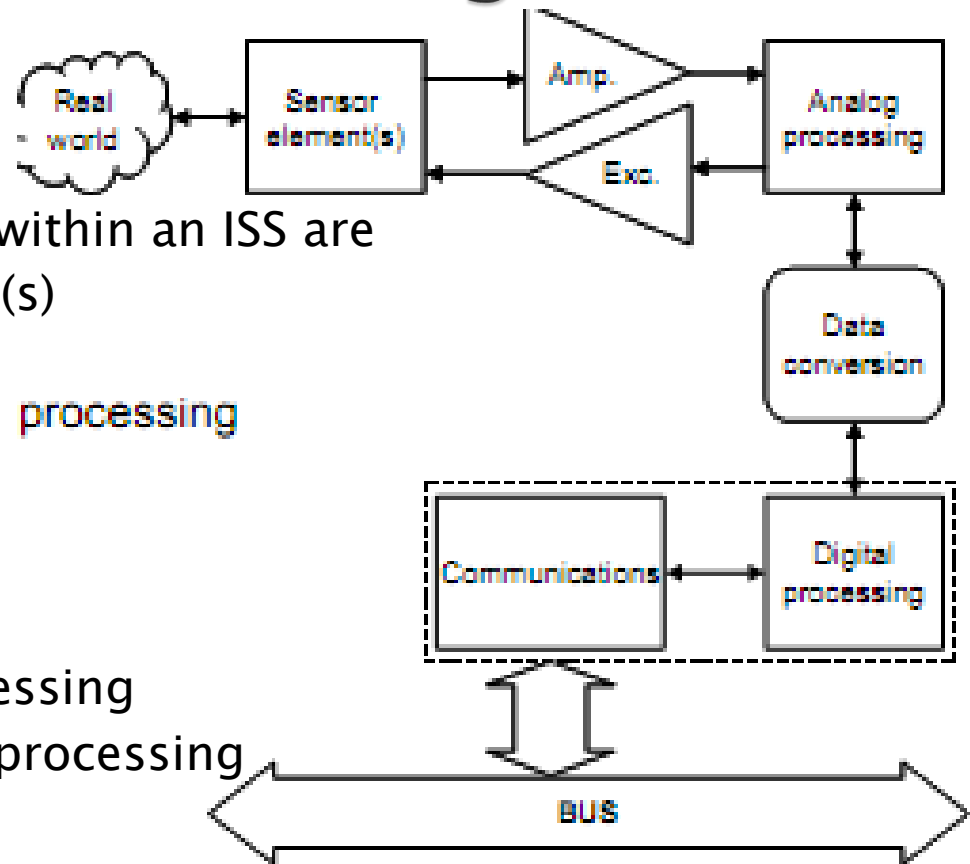 Real
world
Sensor
element(s)
Amp.
Exc.
Analog
processing
within an ISS are
(s)
Data
conversion
processing
Communications
Digital
processing
essing
processing
BUS